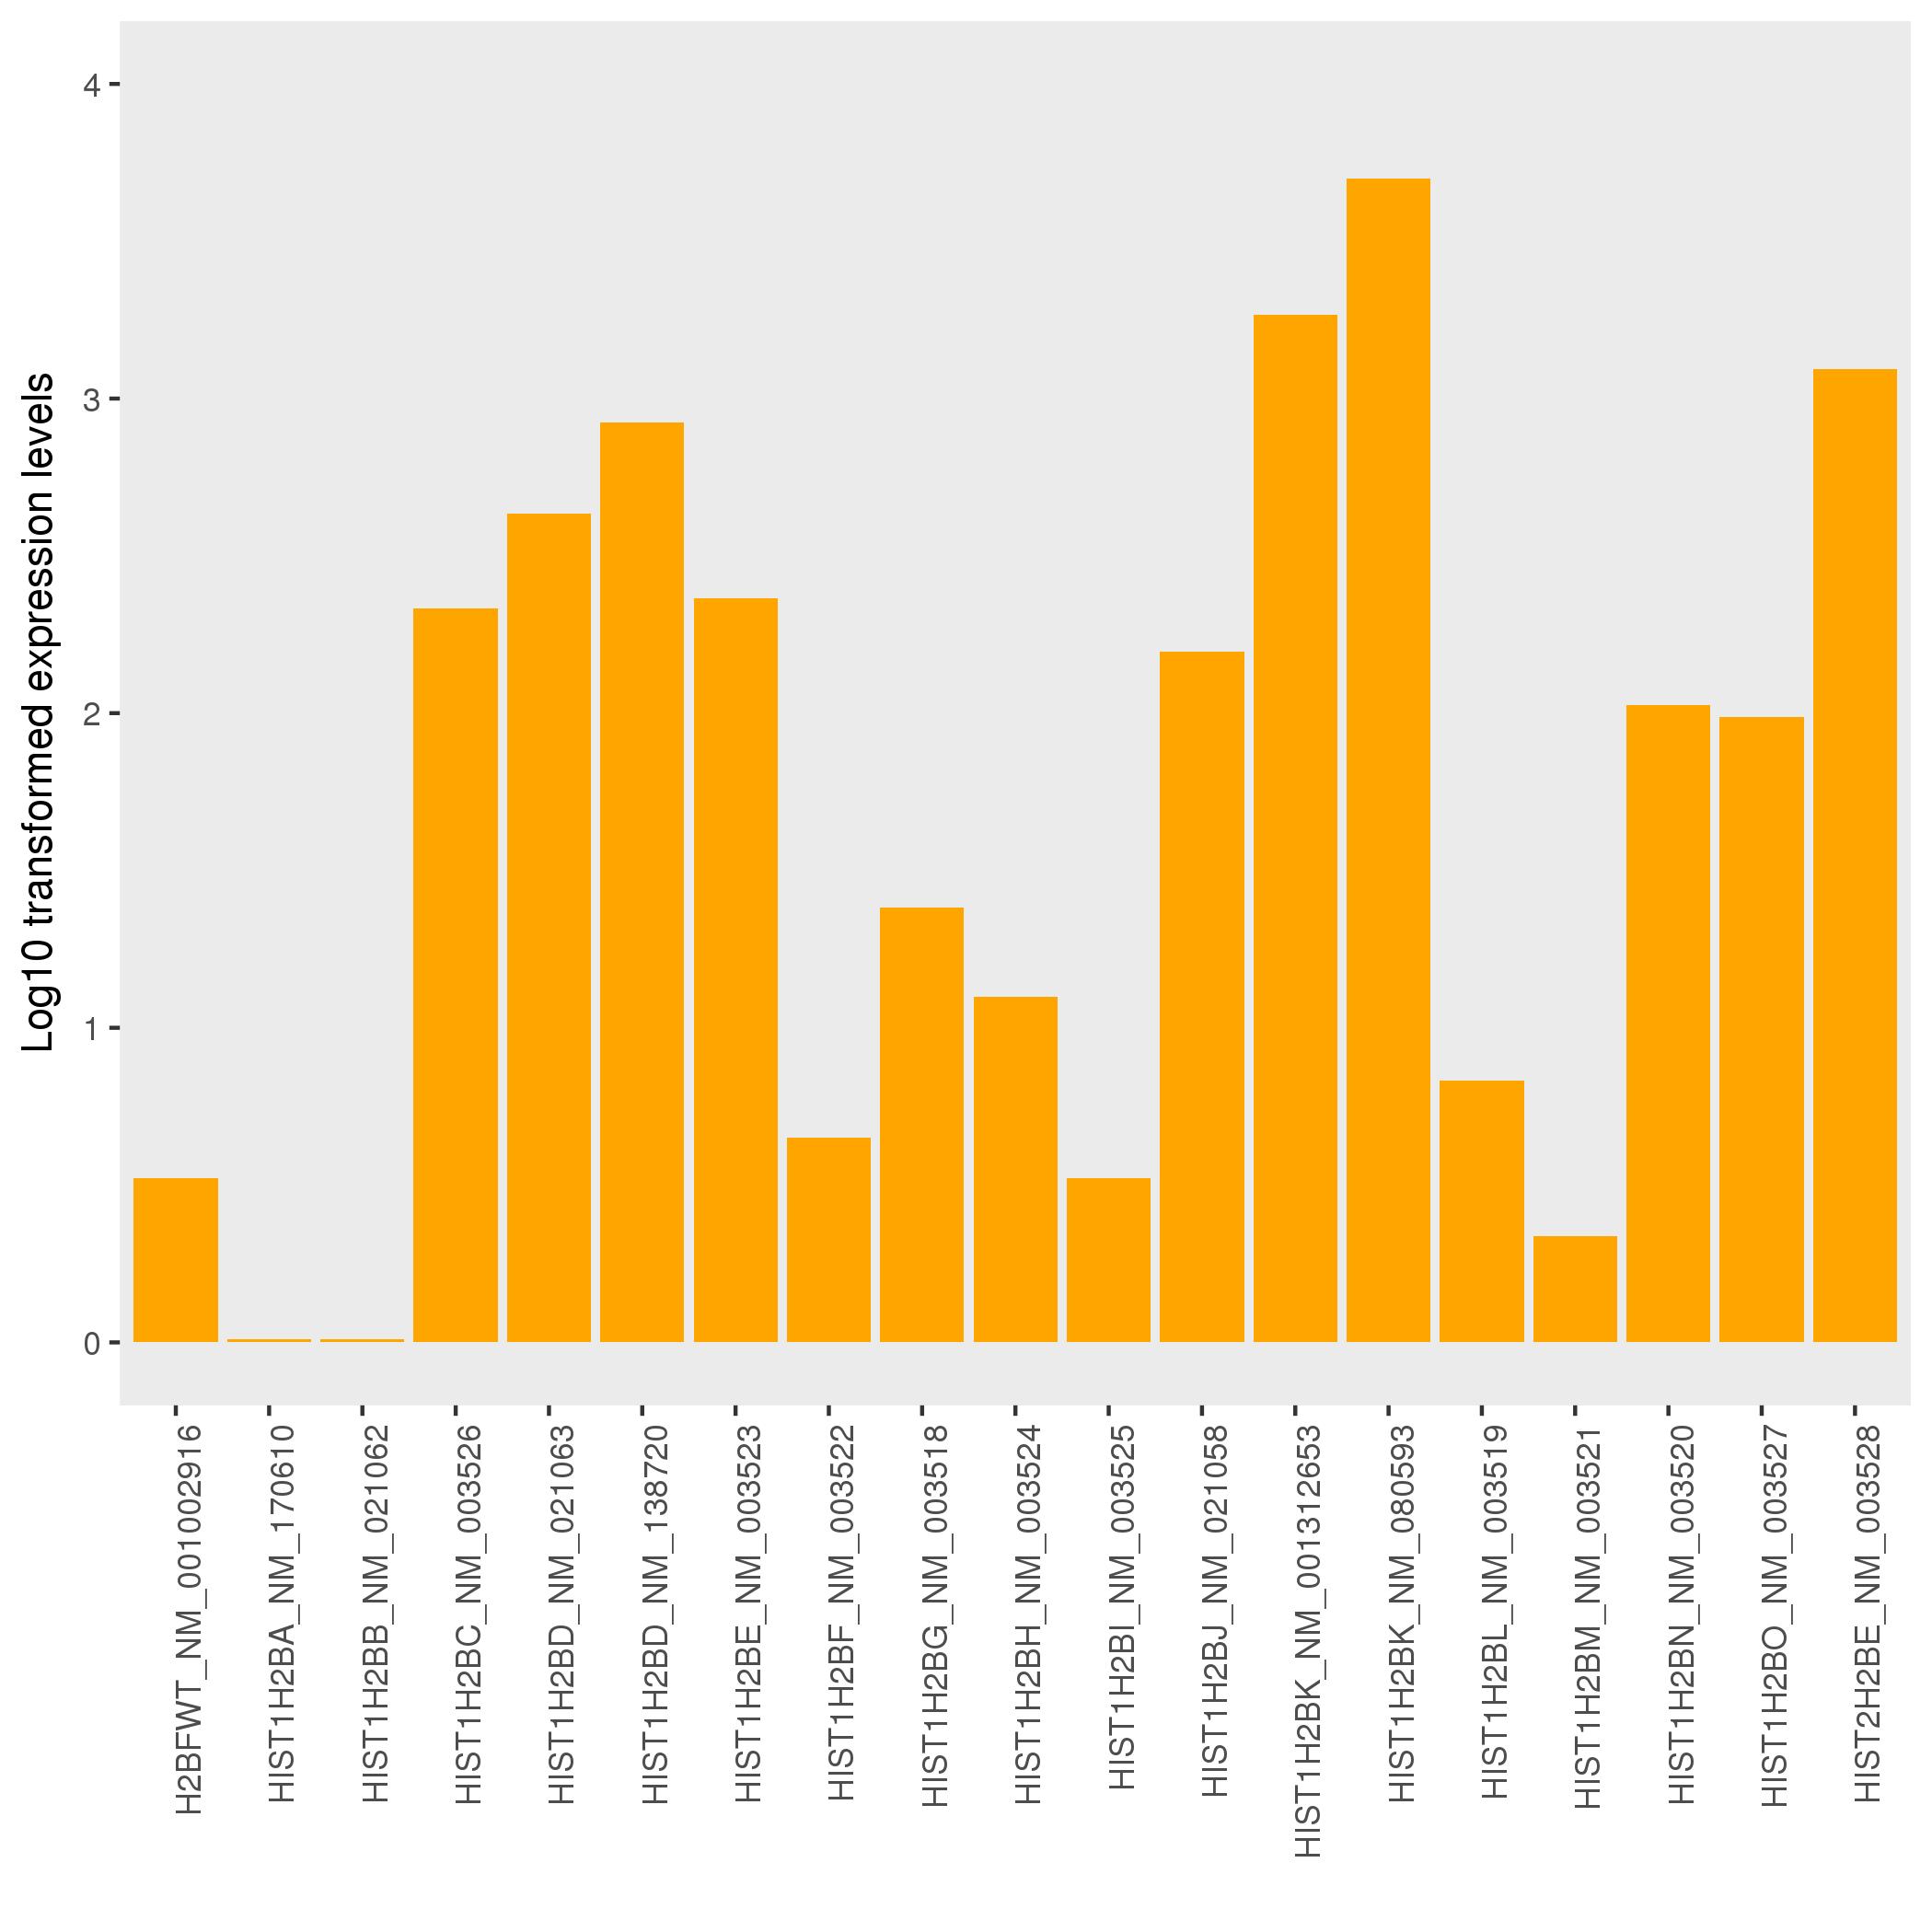 Log10 transformed expression levels
4
3
2
1
0
H2BFWT_NM_001002916
HIST1H2BA_NM_170610
HIST1H2BB_NM_021062
HIST1H2BC_NM_003526
HIST1H2BD_NM_021063
HIST1H2BD_NM_138720
HIST1H2BE_NM_003523
HIST1H2BF_NM_003522
HIST1H2BG_NM_003518
HIST1H2BH_NM_003524
HIST1H2BI_NM_003525
HIST1H2BJ_NM_021058
HIST1H2BK_NM_001312653
HIST1H2BK_NM_080593
HIST1H2BL_NM_003519
HIST1H2BM_NM_003521
HIST1H2BN_NM_003520
HIST1H2BO_NM_003527
HIST2H2BE_NM_003528